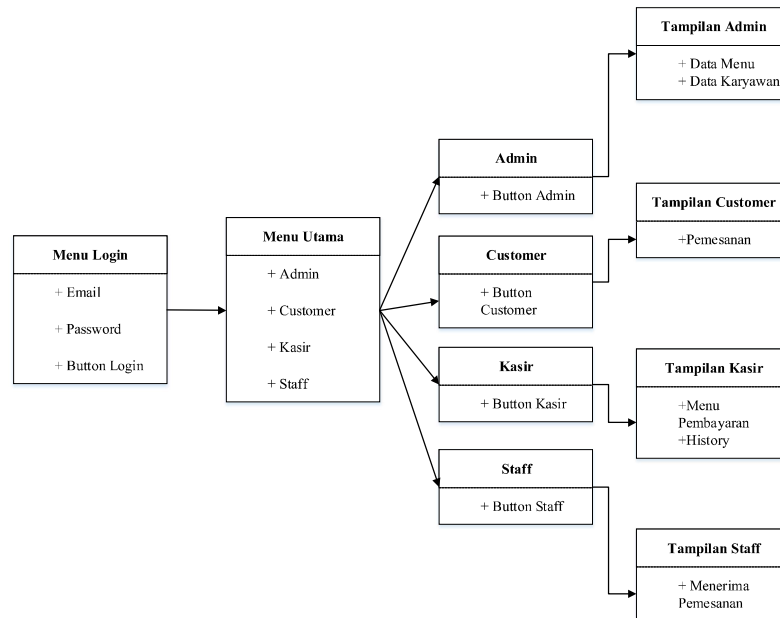 Menu Login
+ Email
+ Password
+ Button Login
Menu Utama
+ Admin
+ Customer
+ Kasir
+ Staff
Admin
+ Button Admin
Customer
+ Button
Customer
Kasir
+ Button Kasir
Staff
+ Button Staff
Tampilan Admin
+ Data Menu
+ Data Karyawan
Tampilan Customer
+Pemesanan
Tampilan Kasir
+Menu
Pembayaran
+History
Tampilan Staff
+ Menerima
Pemesanan